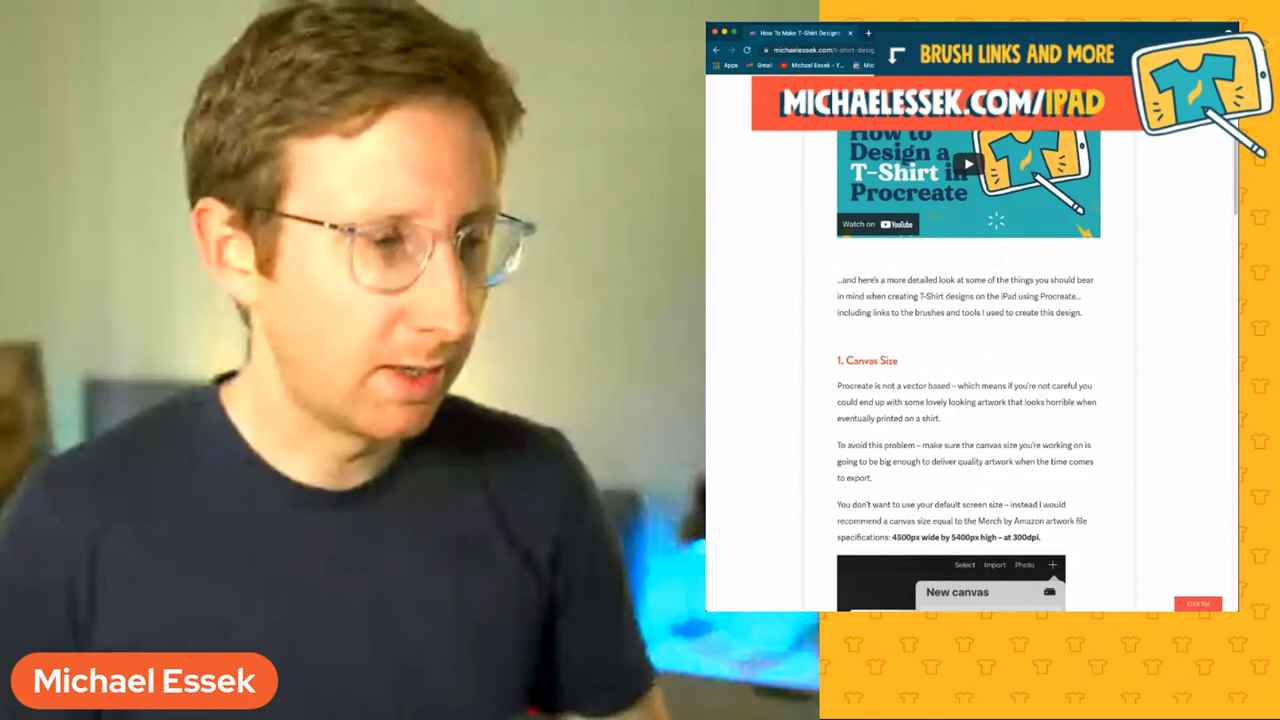 How To Make T-Shirt Designs
michaelessek.com/t-shirt-desig
Apps
Gmail
Michael Essek - Y...
Mic
BRUSH LINKS AND MORE
MICHAELESSEK.COM/IPAD
How to
Design a
T-Shirt in
Procreate
Watch on YouTube
...and here's a more detailed look at some of the things you should bear
in mind when creating T-Shirt designs on the iPad using Procreate...
including links to the brushes and tools I used to create this design.
1. Canvas Size
Procreate is not a vector based – which means if you're not careful you
could end up with some lovely looking artwork that looks horrible when
eventually printed on a shirt.
To avoid this problem – make sure the canvas size you're working on is
going to be big enough to deliver quality artwork when the time comes
to export.
You don't want to use your default screen size – instead I would
recommend a canvas size equal to the Merch by Amazon artwork file
specifications: 4500px wide by 5400px high – at 300dpi.
Select Import Photo +
New canvas
Michael Essek